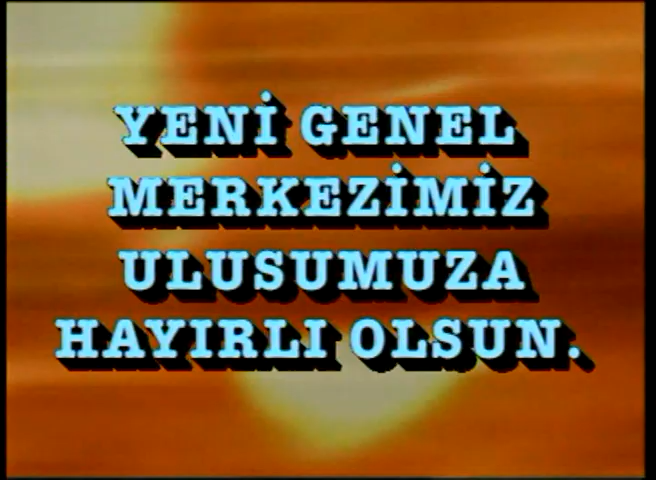 YENİ GENEL
MERKEZİMİZ
ULUSUMUZA
HAYIRLI OLSUN.